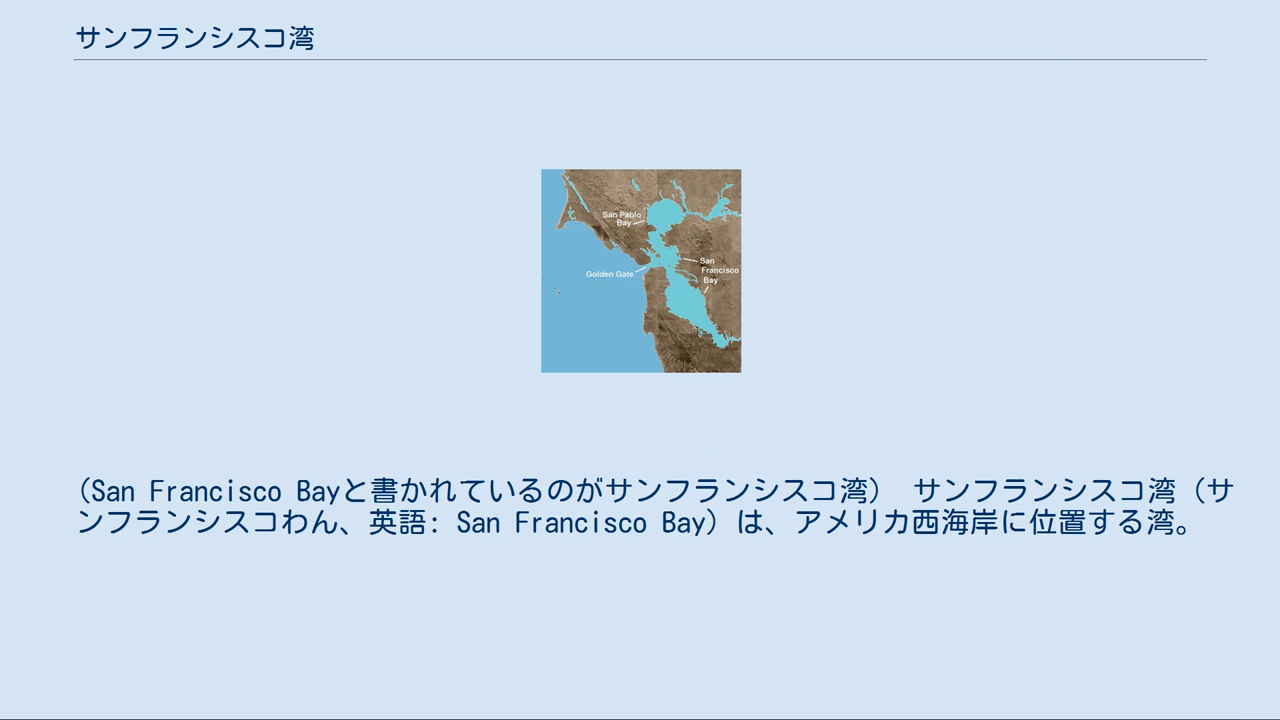 サンフランシスコ湾
San Pablo
Bay
Golden Gate
San
Francisco
Bay
(San Francisco Bayと書かれているのがサンフランシスコ湾) サンフランシスコ湾(サ
ンフランシスコわん、英語: San Francisco Bay)は、アメリカ西海岸に位置する湾。